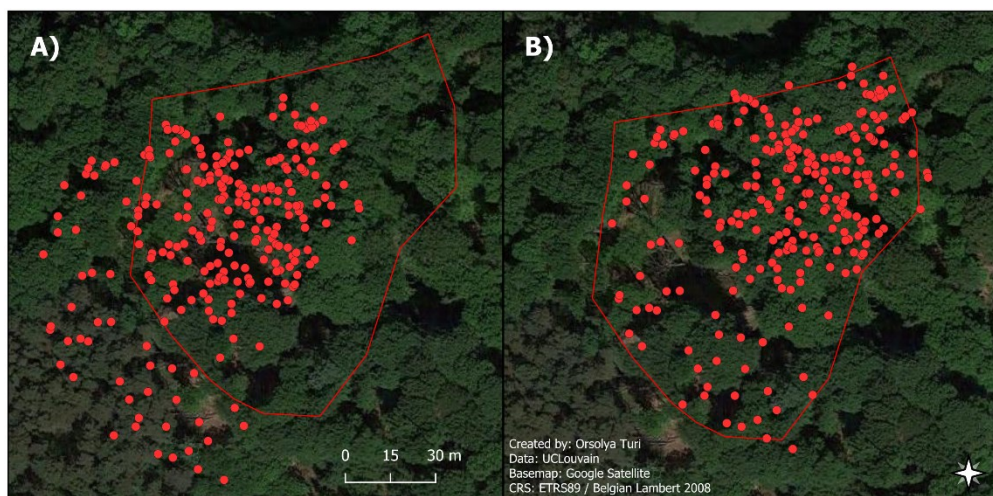 A)
B)
0 15 30 m
Created by: Orsolya Turi
Data: UCLouvain
Basemap: Google Satellite
CRS: ETRS89 / Belgian Lambert 2008